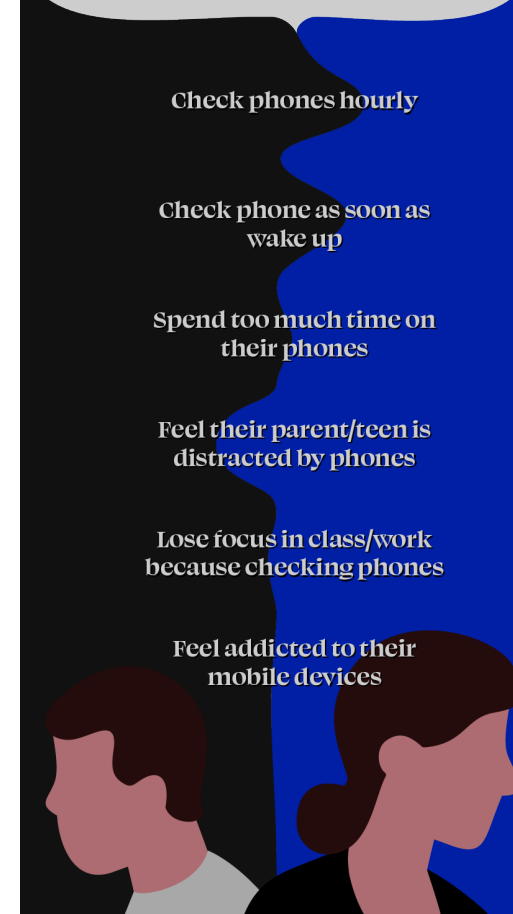 Check phones hourly
Check phone as soon as
wake up
Spend too much time on
their phones
Feel their parent/teen is
distracted by phones
Lose focus in class/work
because checking phones
Feel addicted to their
mobile devices